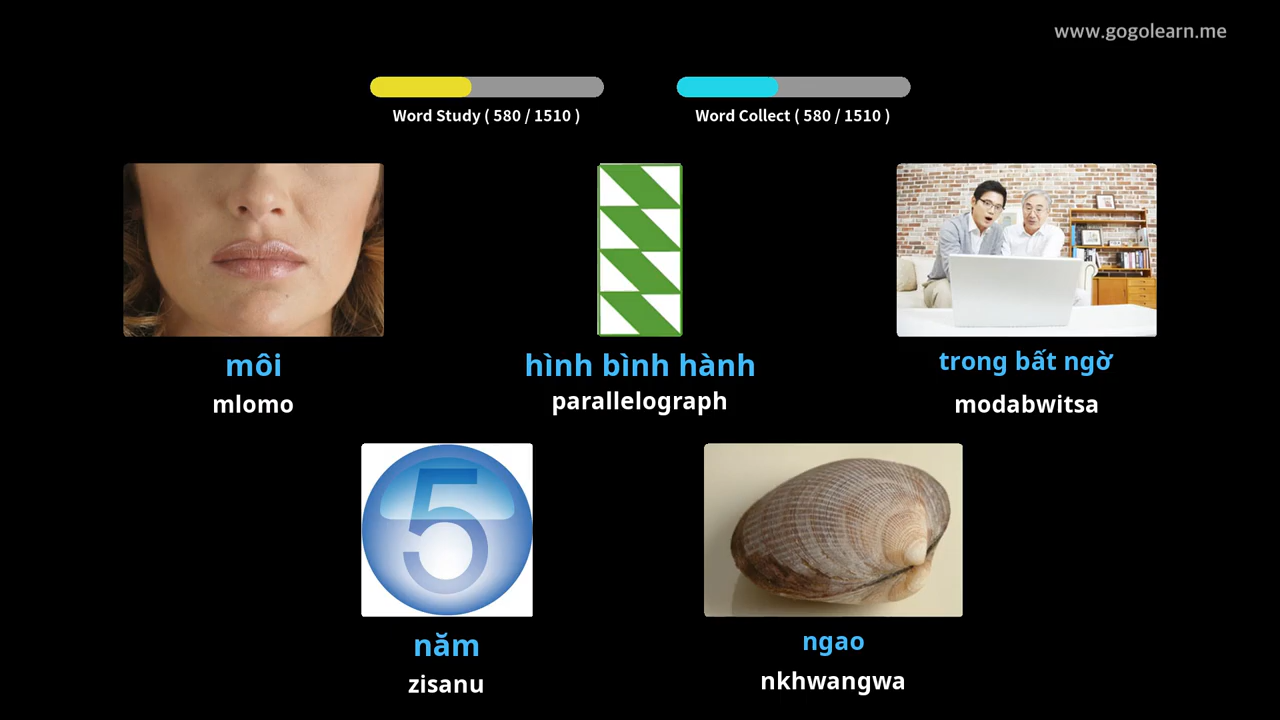 www.gogolearn.me
Word Study ( 580 / 1510 )
Word Collect ( 580 / 1510 )
môi
mlomo
hình bình hành
parallelograph
trong bất ngờ
modabwitsa
5
năm
zisanu
ngao
nkhwangwa